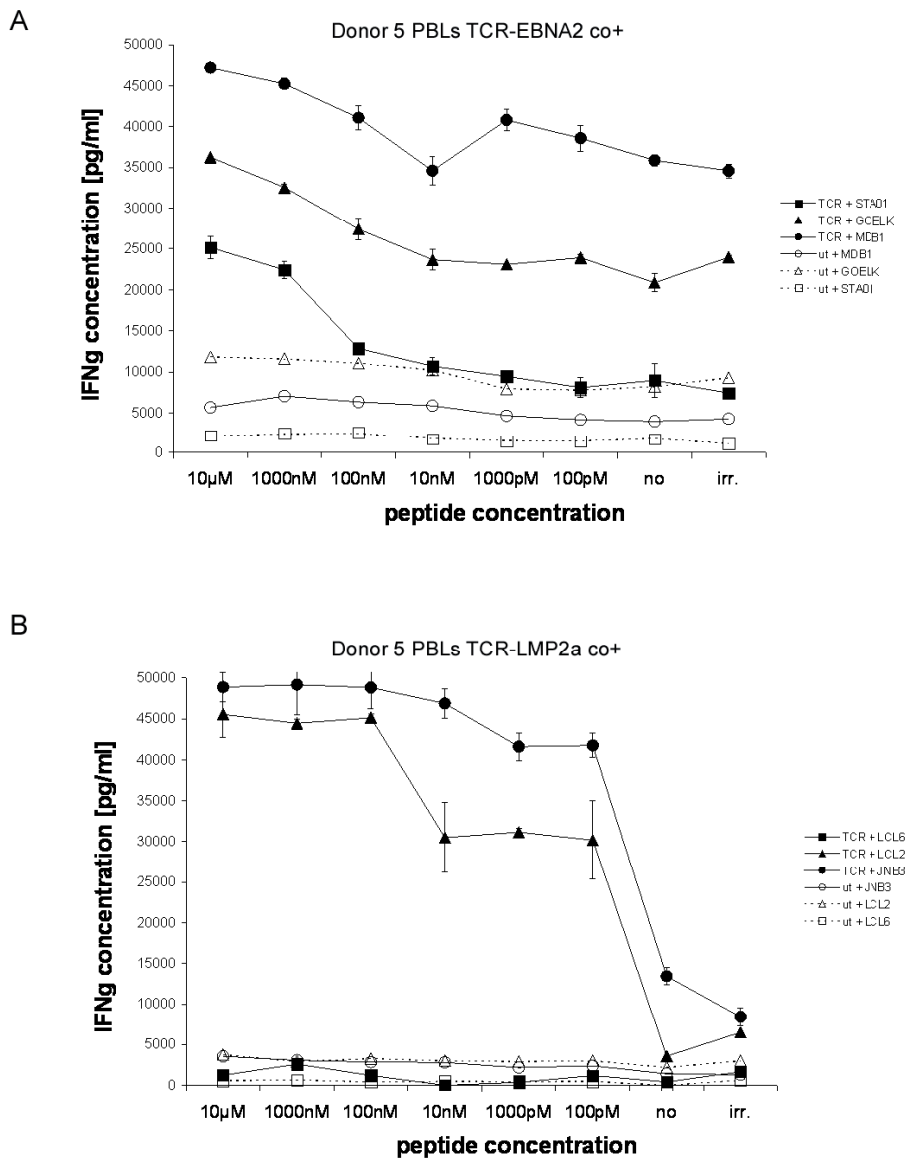 A
Donor 5 PBLs TCR-EBNA2 co+
IFNg concentration [pg/ml]
50000
45000
40000
35000
30000
25000
20000
15000
10000
5000
0
10µM 1000nM 100nM 10nM 1000pM 100pM no irr.
peptide concentration
TCR + STA01
TCR + GOELK
TCR + MDB1
ut + MDB1
ut + GOELK
ut + STA01
B
Donor 5 PBLs TCR-LMP2a co+
IFNg concentration [pg/ml]
50000
45000
40000
35000
30000
25000
20000
15000
10000
5000
0
10µM 1000nM 100nM 10nM 1000pM 100pM no irr.
peptide concentration
TCR + LCL6
TCR + LCL2
TCR + JNB3
ut + JNB3
ut + LCL2
ut + LCL6